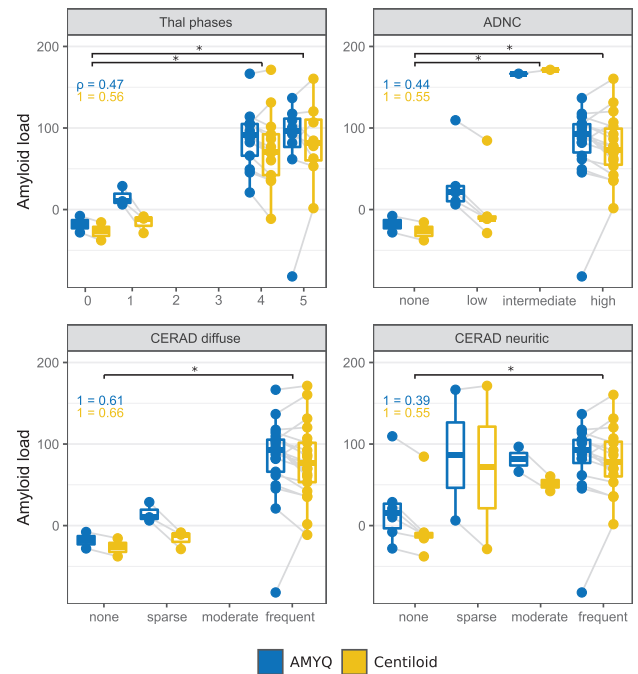 Thal phases
ADNC
200
100
0
Amyloid load
*
*
ρ = 0.47
1 = 0.56
0
1
2
3
4
5
200
100
0
*
*
1 = 0.44
1 = 0.55
none
low
intermediate
high
CERAD diffuse
CERAD neuritic
200
100
0
Amyloid load
*
1 = 0.61
1 = 0.66
none
sparse
moderate
frequent
200
100
0
*
1 = 0.39
1 = 0.55
none
sparse
moderate
frequent
AMYQ
Centiloid